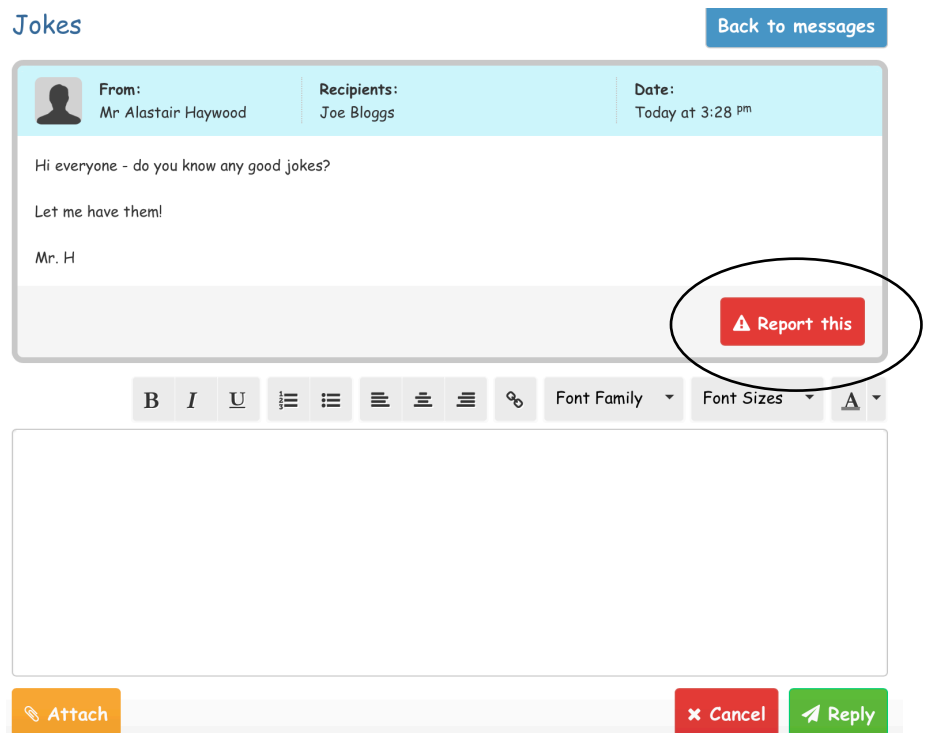 Jokes
Back to messages
From:
Mr Alastair Haywood
Recipients:
Joe Bloggs
Date:
Today at 3:28 pm
Hi everyone - do you know any good jokes?
Let me have them!
Mr. H
Report this
B I U Font Family Font Sizes A
Attach
Cancel
Reply